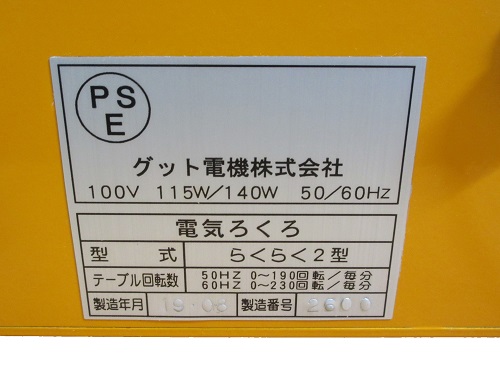 PS
E
グット電機株式会社
100V 115W/140W 50/60Hz
電気ろくろ
型式 らくらく2型
テーブル回転数 50HZ 0～190回転/毎分
60HZ 0～230回転/毎分
製造年月 19·08 製造番号 2600